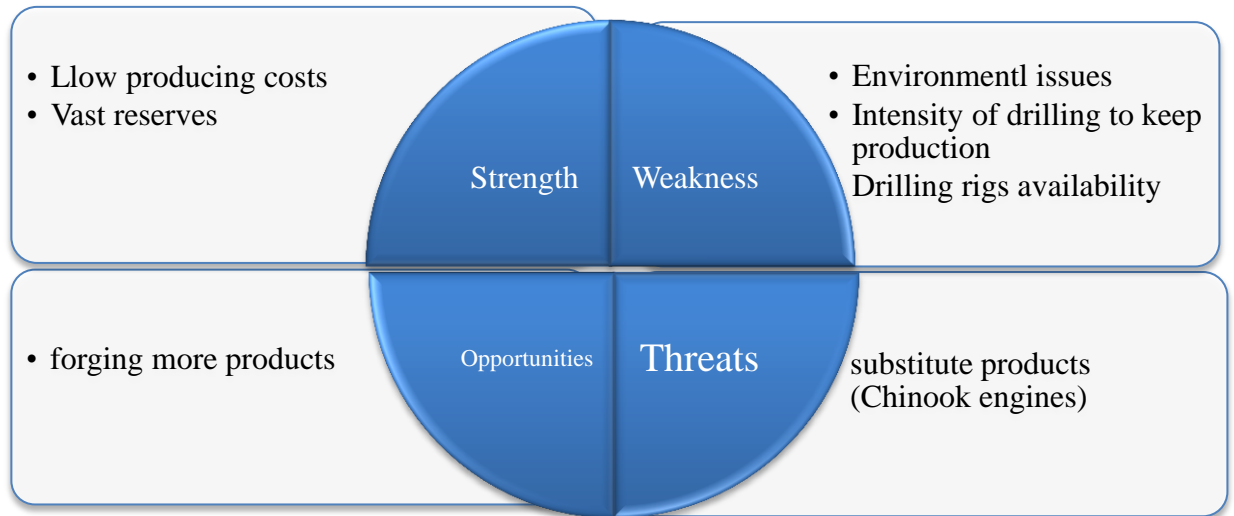 • Llow producing costs
• Vast reserves
Strength
Weakness
• Environmentl issues
• Intensity of drilling to keep
production
Drilling rigs availability
• forging more products
Opportunities
Threats
substitute products
(Chinook engines)